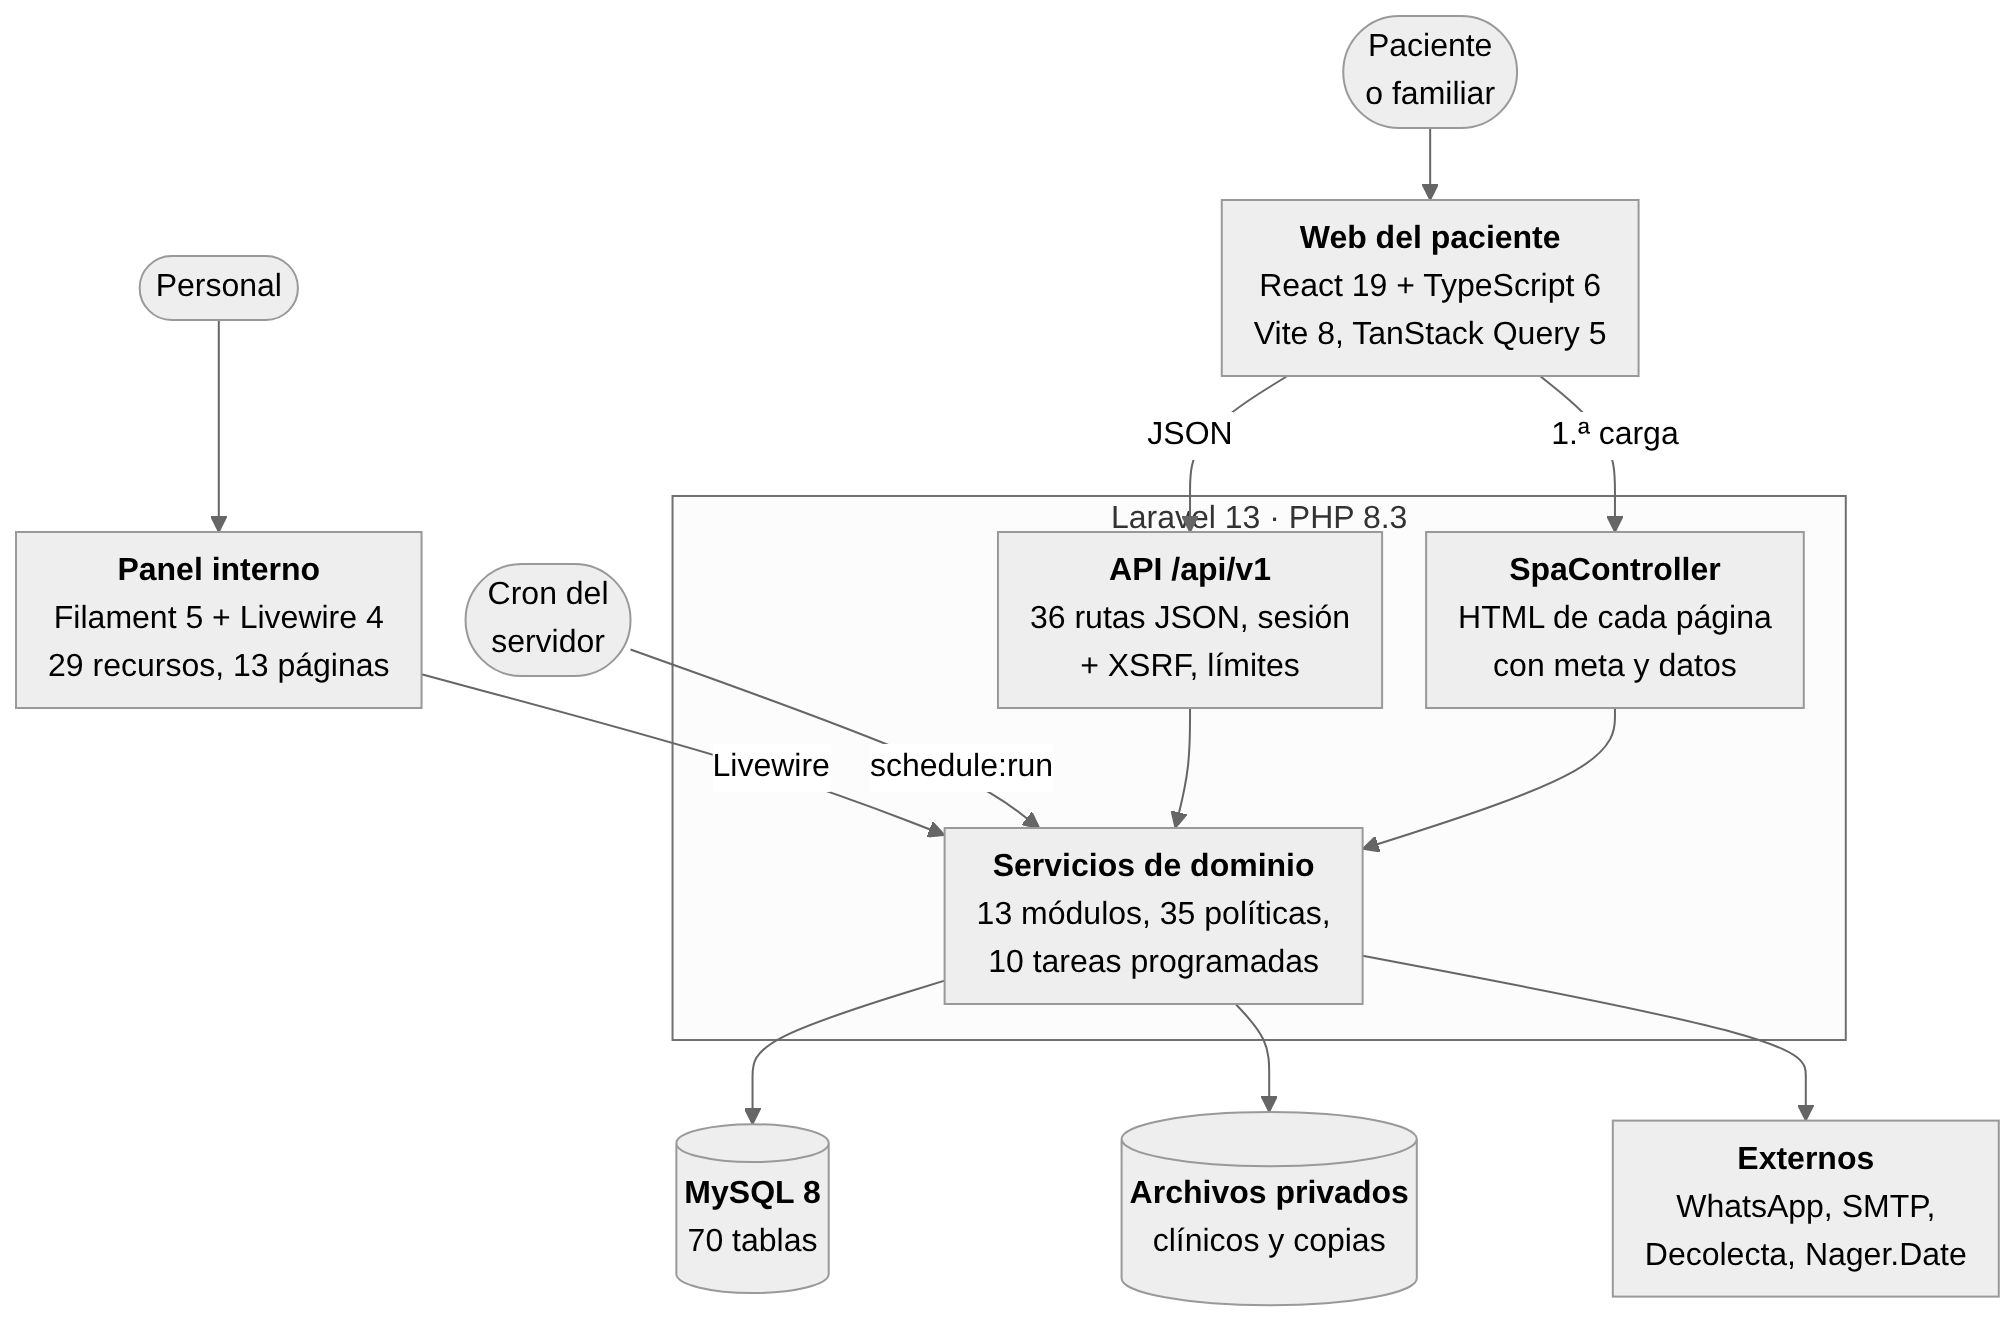 Paciente
o familiar
Web del paciente
React 19 + TypeScript 6
Vite 8, TanStack Query 5
Personal
JSON
1.ª carga
Laravel 13 · PHP 8.3
Panel interno
Filament 5 + Livewire 4
29 recursos, 13 páginas
Cron del
servidor
API /api/v1
36 rutas JSON, sesión
+ XSRF, límites
SpaController
HTML de cada página
con meta y datos
Livewire
schedule:run
Servicios de dominio
13 módulos, 35 políticas,
10 tareas programadas
MySQL 8
70 tablas
Archivos privados
clínicos y copias
Externos
WhatsApp, SMTP,
Decolecta, Nager.Date